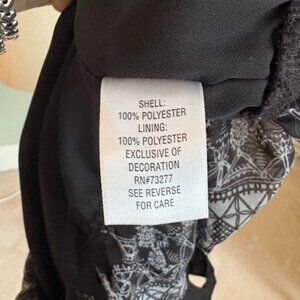 SHELL:
100% POLYESTER
LINING:
100% POLYESTER
EXCLUSIVE OF
DECORATION
RN#73277
SEE REVERSE
FOR CARE